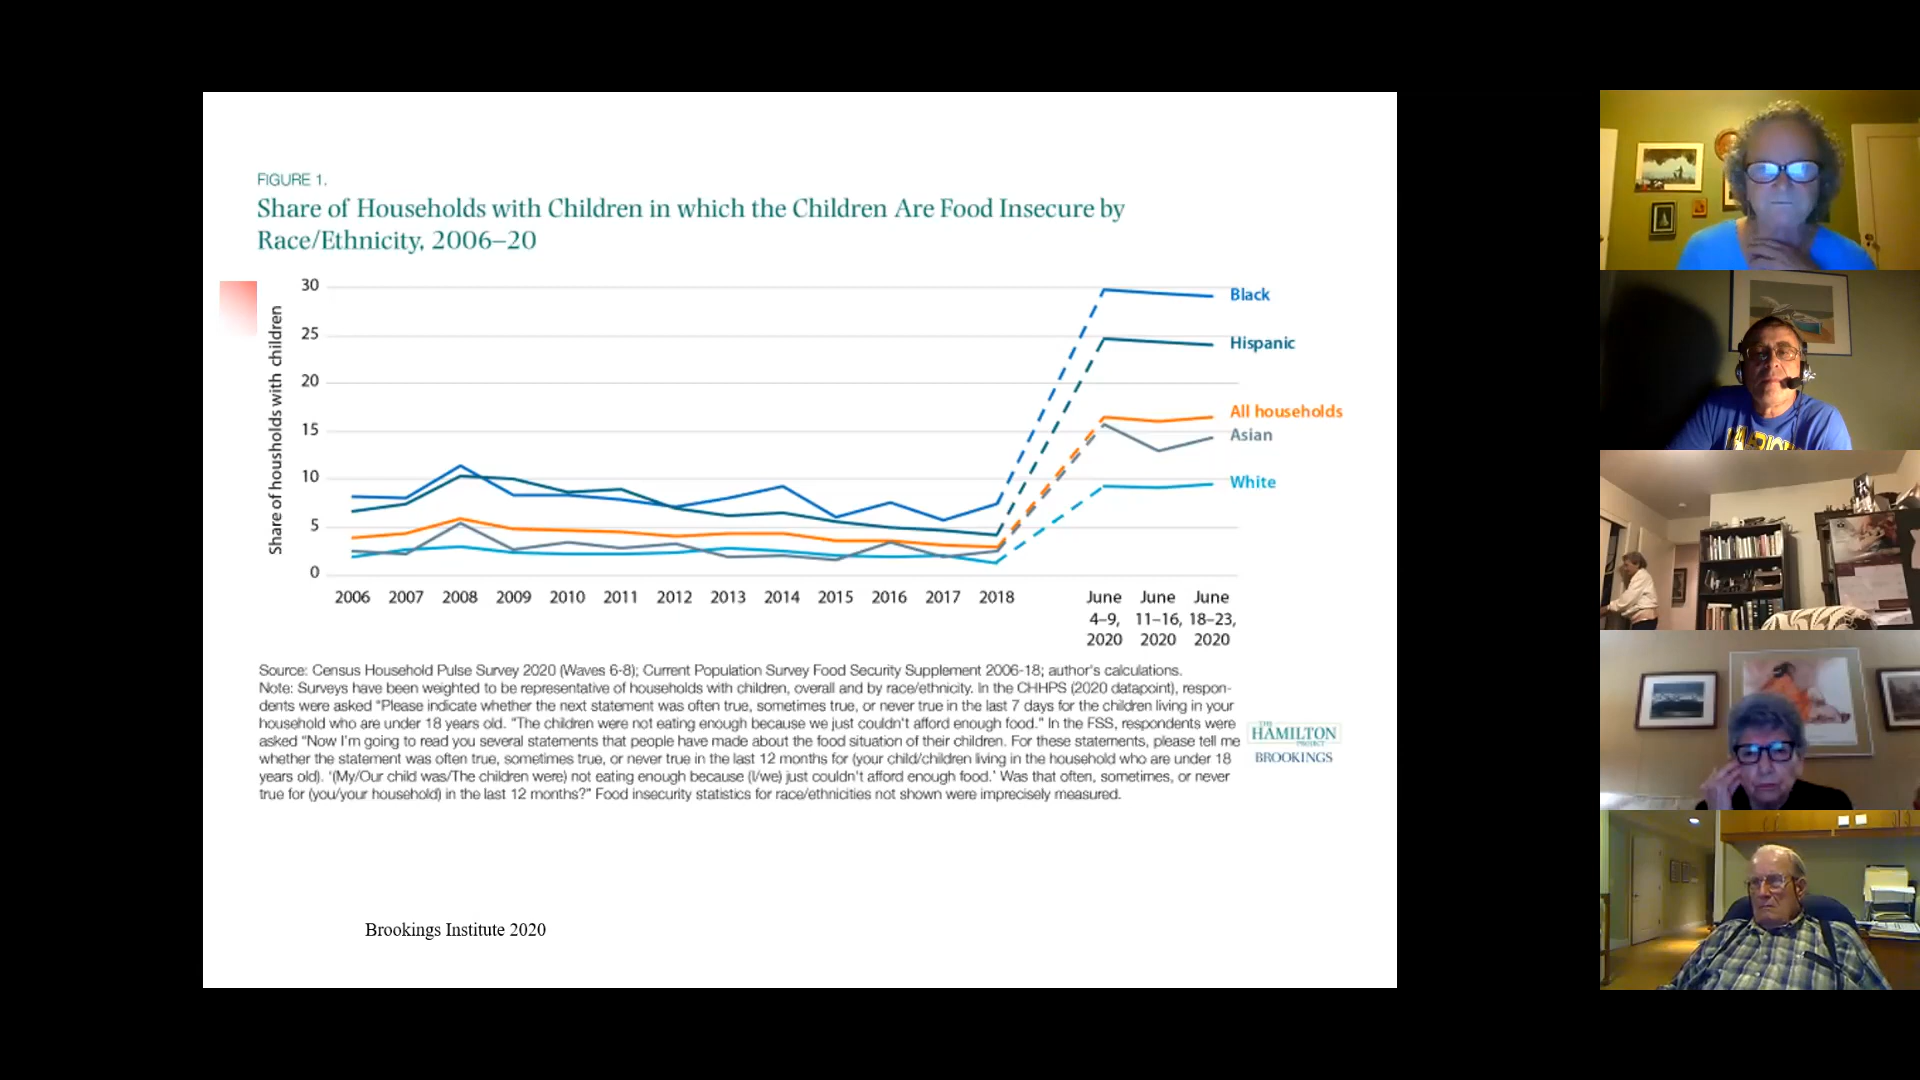 FIGURE 1.
Share of Households with Children in which the Children Are Food Insecure by
Race/Ethnicity, 2006–20
Share of housholds with children
30
25
20
15
10
5
0
Black
Hispanic
All households
Asian
White
2006 2007 2008 2009 2010 2011 2012 2013 2014 2015 2016 2017 2018 June June June
4–9, 11–16, 18–23,
2020 2020 2020
Source: Census Household Pulse Survey 2020 (Waves 6-8); Current Population Survey Food Security Supplement 2006-18; author's calculations.
Note: Surveys have been weighted to be representative of households with children, overall and by race/ethnicity. In the CHHPS (2020 datapoint), respon-
dents were asked "Please indicate whether the next statement was often true, sometimes true, or never true in the last 7 days for the children living in your
household who are under 18 years old. "The children were not eating enough because we just couldn't afford enough food." In the FSS, respondents were
asked "Now I'm going to read you several statements that people have made about the food situation of their children. For these statements, please tell me
whether the statement was often true, sometimes true, or never true in the last 12 months for (your child/children living in the household who are under 18
years old). '(My/Our child was/The children were) not eating enough because (I/we) just couldn't afford enough food.' Was that often, sometimes, or never
true for (you/your household) in the last 12 months?" Food insecurity statistics for race/ethnicities not shown were imprecisely measured.
THE
HAMILTON
PROJECT
BROOKINGS
Brookings Institute 2020